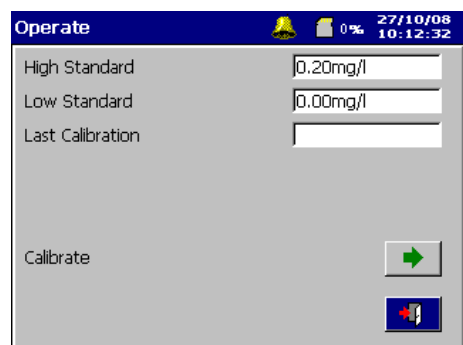 Operate 0% 27/10/08
10:12:32
High Standard 0.20mg/l
Low Standard 0.00mg/l
Last Calibration
Calibrate